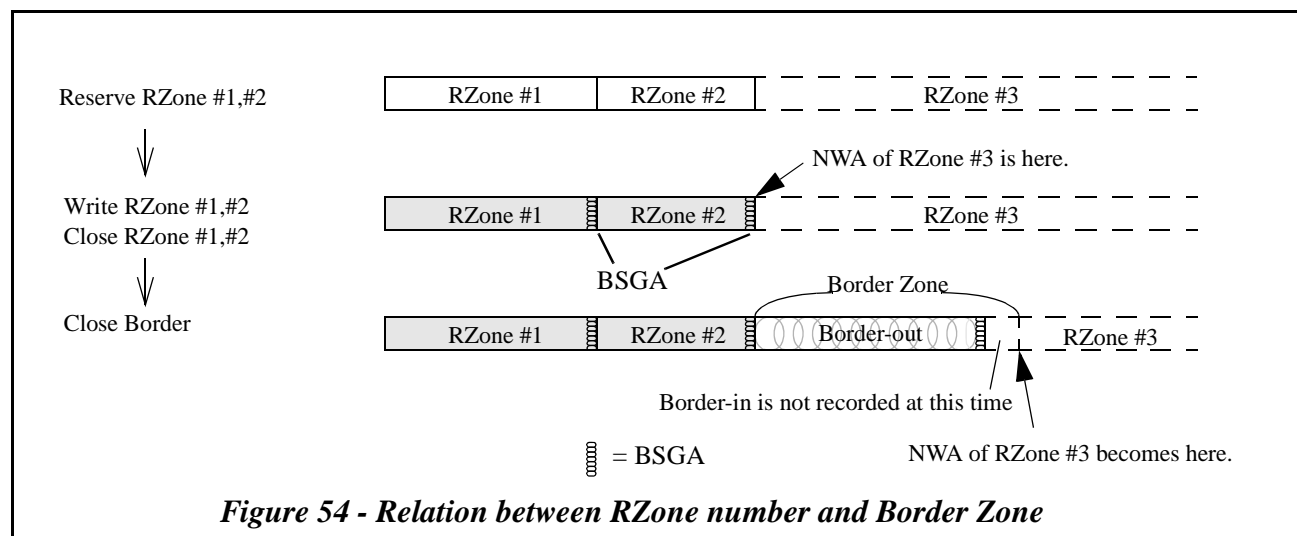 Reserve RZone #1,#2
RZone #1
RZone #2
RZone #3
NWA of RZone #3 is here.
Write RZone #1,#2
Close RZone #1,#2
RZone #1
RZone #2
RZone #3
BSGA
Border Zone
Close Border
RZone #1
RZone #2
Border-out
RZone #3
Border-in is not recorded at this time
= BSGA
NWA of RZone #3 becomes here.
Figure 54 - Relation between RZone number and Border Zone